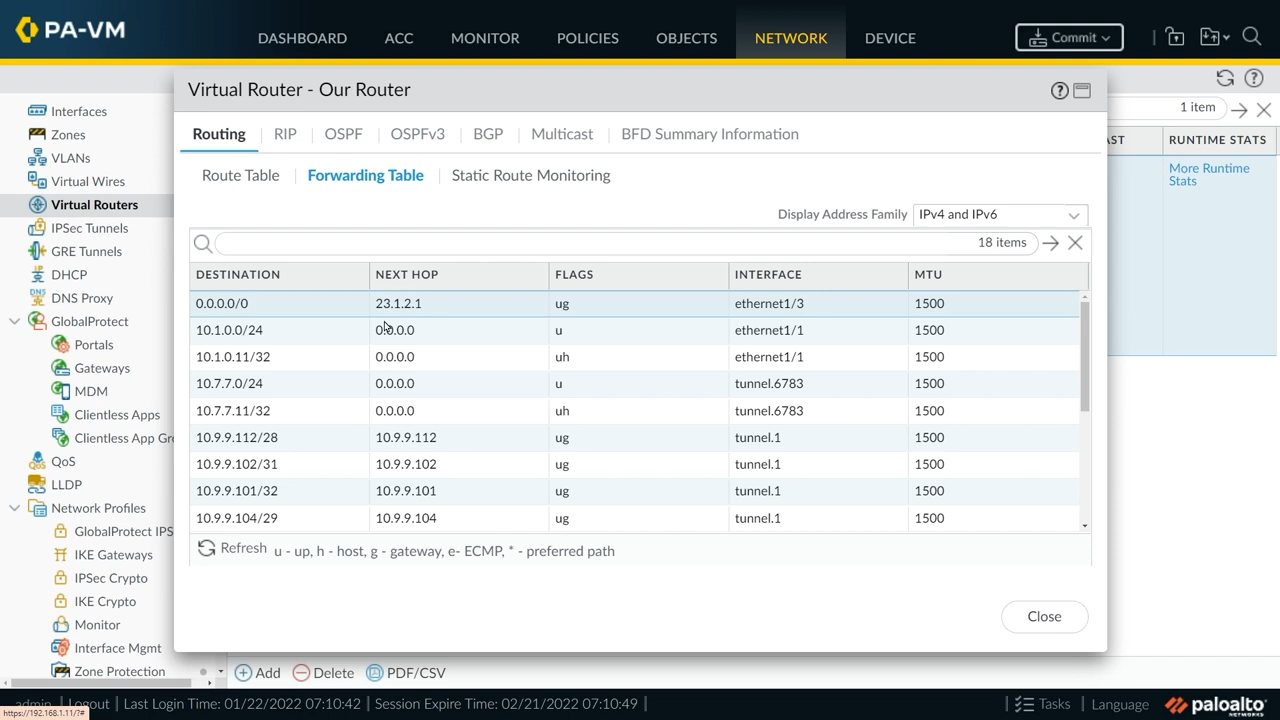 PA-VM
DASHBOARD ACC MONITOR POLICIES OBJECTS NETWORK DEVICE Commit
Virtual Router - Our Router
1 item
Routing RIP OSPF OSPFv3 BGP Multicast BFD Summary Information
Route Table Forwarding Table Static Route Monitoring
Display Address Family IPv4 and IPv6
18 items
DESTINATION NEXT HOP FLAGS INTERFACE MTU
0.0.0.0/0 23.1.2.1 ug ethernet1/3 1500
10.1.0.0/24 0.0.0.0 u ethernet1/1 1500
10.1.0.11/32 0.0.0.0 uh ethernet1/1 1500
10.7.7.0/24 0.0.0.0 u tunnel.6783 1500
10.7.7.11/32 0.0.0.0 uh tunnel.6783 1500
10.9.9.112/28 10.9.9.112 ug tunnel.1 1500
10.9.9.102/31 10.9.9.102 ug tunnel.1 1500
10.9.9.101/32 10.9.9.101 ug tunnel.1 1500
10.9.9.104/29 10.9.9.104 ug tunnel.1 1500
Refresh u - up, h - host, g - gateway, e- ECMP, * - preferred path
Close
Interfaces
Zones
VLANs
Virtual Wires
Virtual Routers
IPSec Tunnels
GRE Tunnels
DHCP
DNS Proxy
GlobalProtect
Portals
Gateways
MDM
Clientless Apps
Clientless App Gr
QoS
LLDP
Network Profiles
GlobalProtect IPS
IKE Gateways
IPSec Crypto
IKE Crypto
Monitor
Interface Mgmt
Zone Protection
AST RUNTIME STATS
More Runtime
Stats
Add Delete PDF/CSV
admin | Logout | Last Login Time: 01/22/2022 07:10:42 | Session Expire Time: 02/21/2022 07:10:49 |
| Tasks | Language
paloalto
NETWORKS
https://192.168.1.11/?#